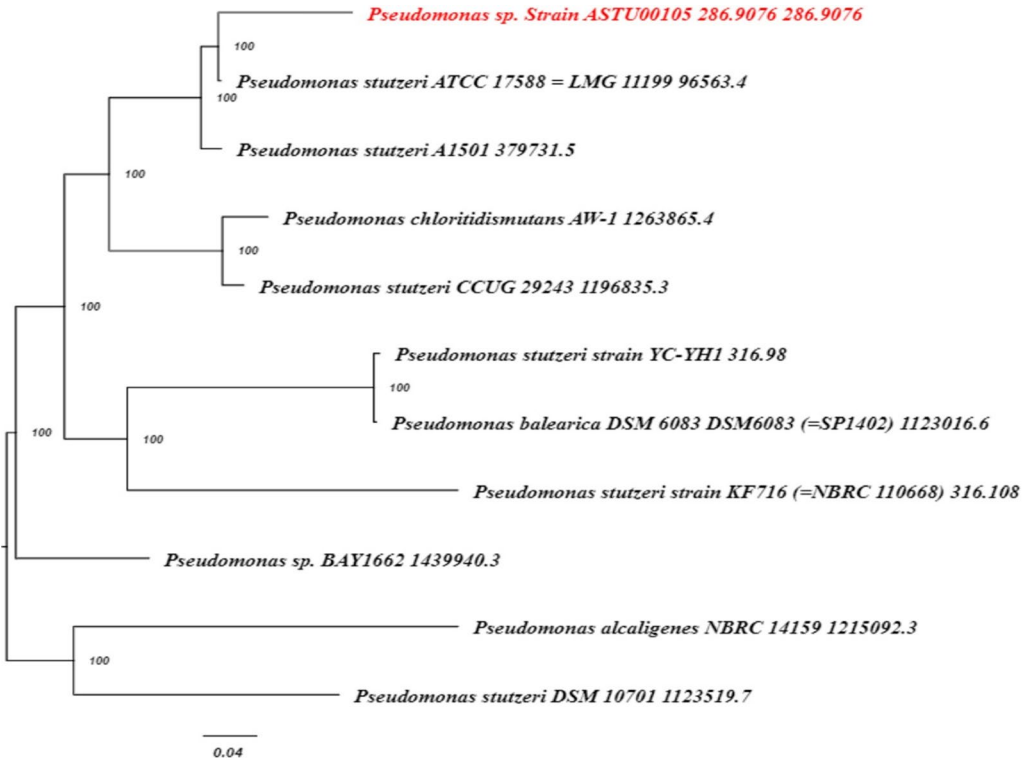 Pseudomonas sp. Strain ASTU00105 286.9076 286.9076
100
Pseudomonas stutzeri ATCC 17588 = LMG 11199 96563.4
100
Pseudomonas stutzeri A1501 379731.5
100
Pseudomonas chloritidismutans AW-1 1263865.4
100
Pseudomonas stutzeri CCUG 29243 1196835.3
100
Pseudomonas stutzeri strain YC-YH1 316.98
100
Pseudomonas balearica DSM 6083 DSM6083 (=SP1402) 1123016.6
100
100
Pseudomonas stutzeri strain KF716 (=NBRC 110668) 316.108
Pseudomonas sp. BAY1662 1439940.3
Pseudomonas alcaligenes NBRC 14159 1215092.3
100
Pseudomonas stutzeri DSM 10701 1123519.7
0.04